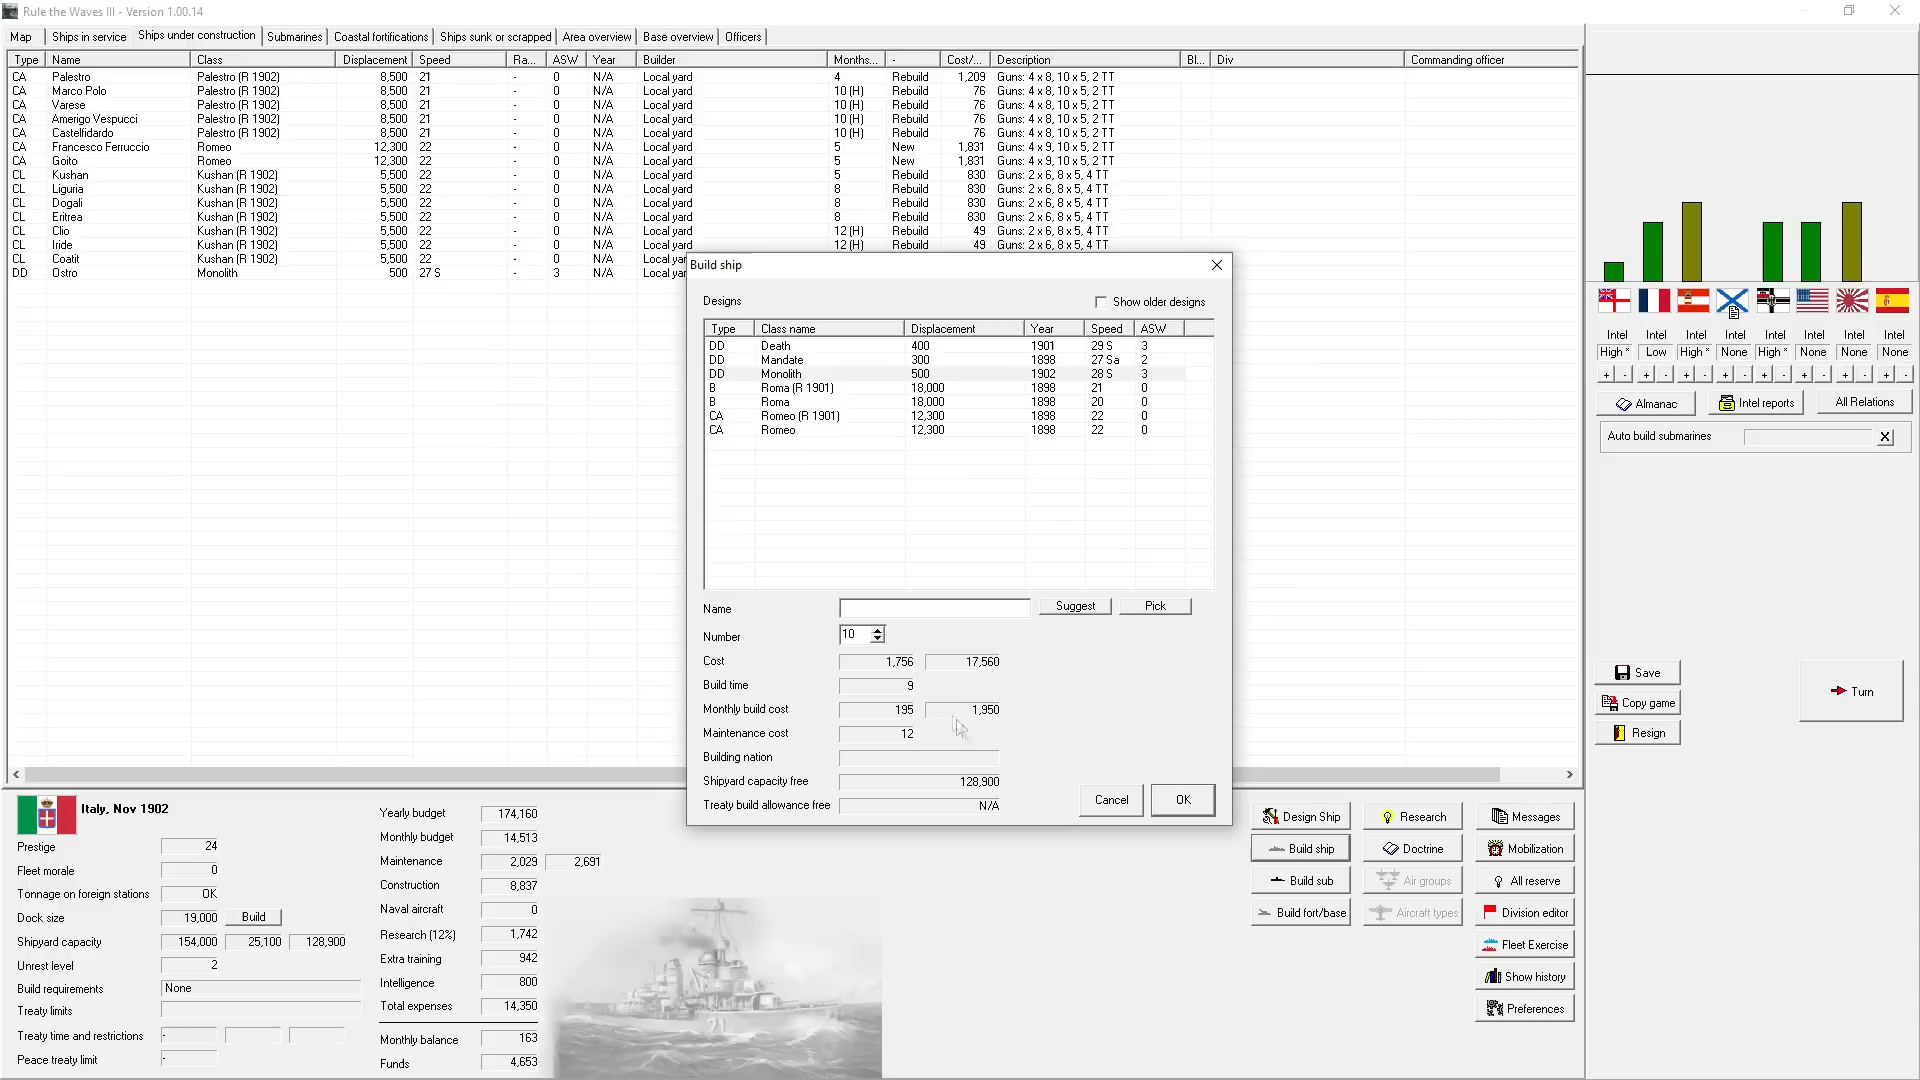 Rule the Waves III - Version 1.00.14
Map Ships in service Ships under construction Submarines Coastal fortifications Ships sunk or scrapped Area overview Base overview Officers
Type Name Class Displacement Speed Ra... ASW Year Builder Months... - Cost/... Description Bl... Div Commanding officer
CA Palestro Palestro (R 1902) 8,500 21 - 0 N/A Local yard 4 Rebuild 1,209 Guns: 4 x 8, 10 x 5, 2 TT
CA Marco Polo Palestro (R 1902) 8,500 21 - 0 N/A Local yard 10 (H) Rebuild 76 Guns: 4 x 8, 10 x 5, 2 TT
CA Varese Palestro (R 1902) 8,500 21 - 0 N/A Local yard 10 (H) Rebuild 76 Guns: 4 x 8, 10 x 5, 2 TT
CA Amerigo Vespucci Palestro (R 1902) 8,500 21 - 0 N/A Local yard 10 (H) Rebuild 76 Guns: 4 x 8, 10 x 5, 2 TT
CA Castelfidardo Palestro (R 1902) 8,500 21 - 0 N/A Local yard 10 (H) Rebuild 76 Guns: 4 x 8, 10 x 5, 2 TT
CA Francesco Ferruccio Romeo 12,300 22 - 0 N/A Local yard 5 New 1,831 Guns: 4 x 9, 10 x 5, 2 TT
CA Goito Romeo 12,300 22 - 0 N/A Local yard 5 New 1,831 Guns: 4 x 9, 10 x 5, 2 TT
CL Kushan Kushan (R 1902) 5,500 22 - 0 N/A Local yard 5 Rebuild 830 Guns: 2 x 6, 8 x 5, 4 TT
CL Liguria Kushan (R 1902) 5,500 22 - 0 N/A Local yard 8 Rebuild 830 Guns: 2 x 6, 8 x 5, 4 TT
CL Dogali Kushan (R 1902) 5,500 22 - 0 N/A Local yard 8 Rebuild 830 Guns: 2 x 6, 8 x 5, 4 TT
CL Eritrea Kushan (R 1902) 5,500 22 - 0 N/A Local yard 8 Rebuild 830 Guns: 2 x 6, 8 x 5, 4 TT
CL Clio Kushan (R 1902) 5,500 22 - 0 N/A Local yard 12 (H) Rebuild 49 Guns: 2 x 6, 8 x 5, 4 TT
CL Iride Kushan (R 1902) 5,500 22 - 0 N/A Local yard 12 (H) Rebuild 49 Guns: 2 x 6, 8 x 5, 4 TT
CL Coatit Kushan (R 1902) 5,500 22 - 0 N/A Local ya
DD Ostro Monolith 500 27 S - 3 N/A Local ya
Build ship
Designs Show older designs
Type Class name Displacement Year Speed ASW
DD Death 400 1901 29 S 3
DD Mandate 300 1898 27 Sa 2
DD Monolith 500 1902 28 S 3
B Roma (R 1901) 18,000 1898 21 0
B Roma 18,000 1898 20 0
CA Romeo (R 1901) 12,300 1898 22 0
CA Romeo 12,300 1898 22 0
Name Suggest Pick
Number 10
Cost 1,756 17,560
Build time 9
Monthly build cost 195 1,950
Maintenance cost 12
Building nation
Shipyard capacity free 128,900
Treaty build allowance free N/A
Cancel OK
Intel Intel Intel Intel Intel Intel Intel Intel
High * Low High * None High * None None None
+ - + - + - + - + - + - + - + -
Almanac Intel reports All Relations
Auto build submarines X
Save
Copy game
Resign
Turn
Italy, Nov 1902
Prestige 24
Fleet morale 0
Tonnage on foreign stations OK
Dock size 19,000 Build
Shipyard capacity 154,000 25,100 128,900
Unrest level 2
Build requirements None
Treaty limits
Treaty time and restrictions -
Peace treaty limit -
Yearly budget 174,160
Monthly budget 14,513
Maintenance 2,029 2,691
Construction 8,837
Naval aircraft 0
Research (12%) 1,742
Extra training 942
Intelligence 800
Total expenses 14,350
Monthly balance 163
Funds 4,653
Design Ship Research Messages
Build ship Doctrine Mobilization
Build sub Air groups All reserve
Build fort/base Aircraft types Division editor
Fleet Exercise
Show history
Preferences